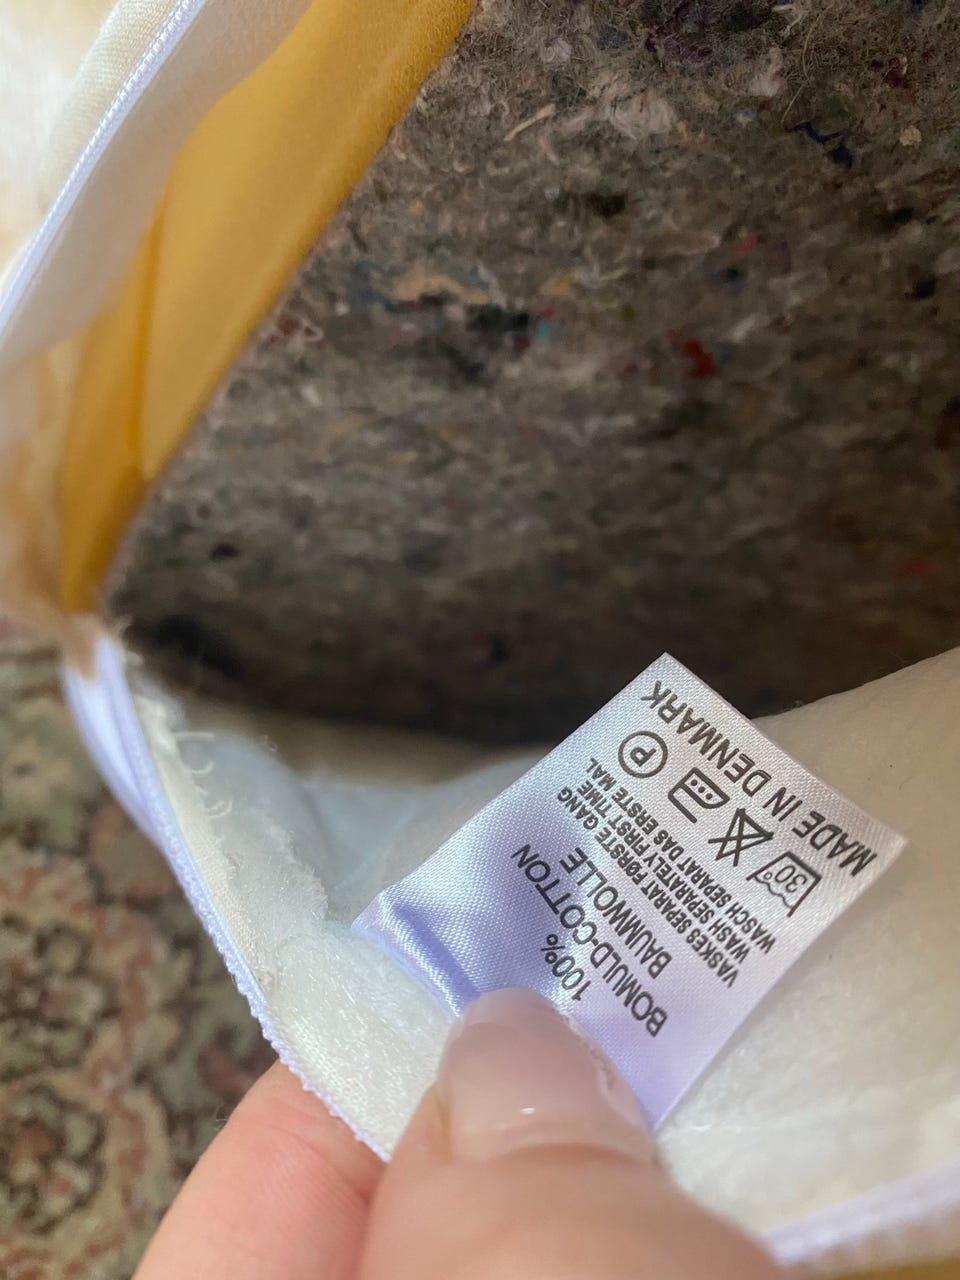 100%
BOMULD-COTTON
BAUMWOLLE
VASKES SEPARAT FØRSTE GANG
WASH SEPARATELY FIRST TIME
WASCH SEPARAT DAS ERSTE MAL
30° P
MADE IN DENMARK